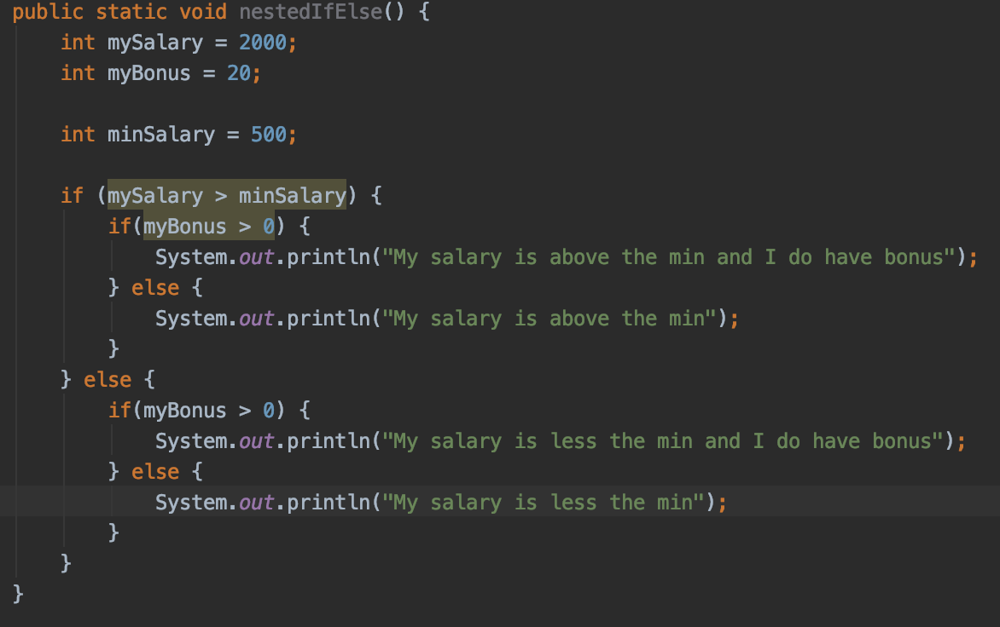 public static void nestedIfElse() {
    int mySalary = 2000;
    int myBonus = 20;

    int minSalary = 500;

    if (mySalary > minSalary) {
        if(myBonus > 0) {
            System.out.println("My salary is above the min and I do have bonus");
        } else {
            System.out.println("My salary is above the min");
        }
    } else {
        if(myBonus > 0) {
            System.out.println("My salary is less the min and I do have bonus");
        } else {
            System.out.println("My salary is less the min");
        }
    }
}